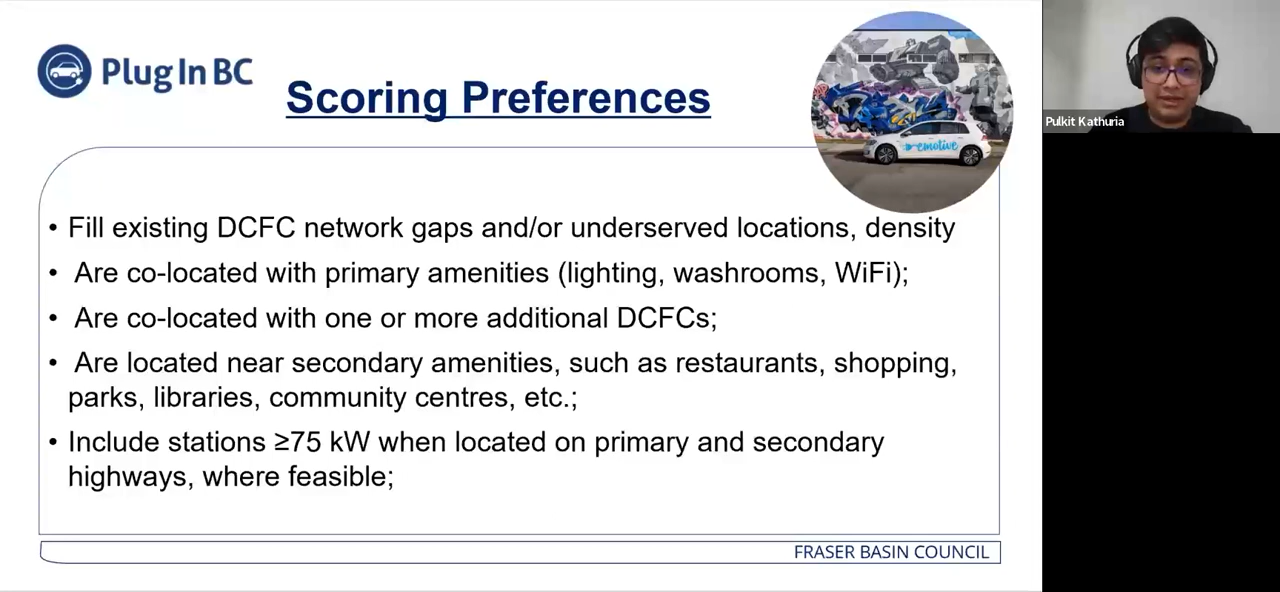 Plug In BC
Scoring Preferences
emotive
Pulkit Kathuria
• Fill existing DCFC network gaps and/or underserved locations, density
• Are co-located with primary amenities (lighting, washrooms, WiFi);
• Are co-located with one or more additional DCFCs;
• Are located near secondary amenities, such as restaurants, shopping,
parks, libraries, community centres, etc.;
• Include stations ≥75 kW when located on primary and secondary
highways, where feasible;
FRASER BASIN COUNCIL